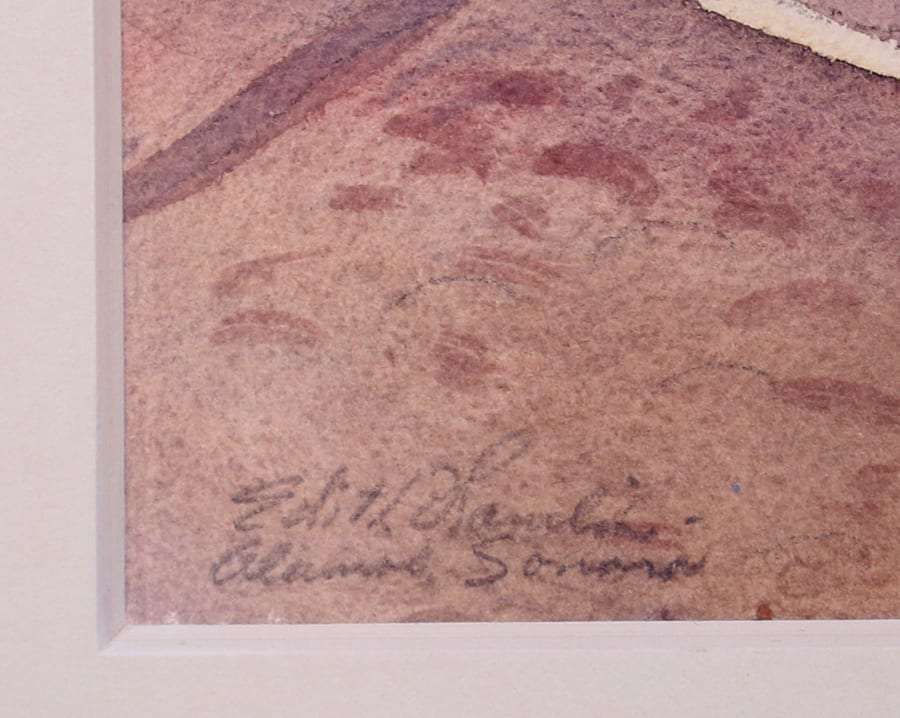 Edith Hamlin -
Alamos, Sonora